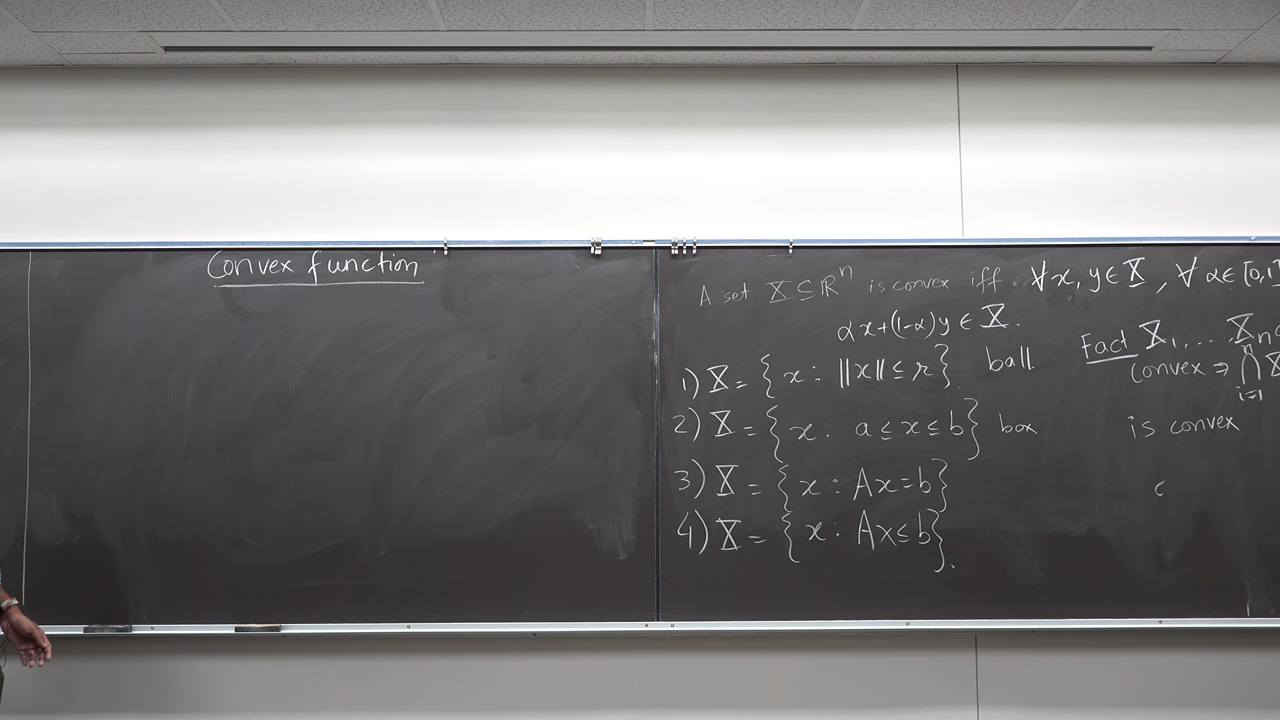 Convex function
A set X ⊆ ℝⁿ is convex iff ∀x, y ∈ X, ∀ α ∈ [0,1]
αx+(1-α)y ∈ X.
1) X = {x : ||x|| ≤ r}. ball
2) X = {x : a ≤ x ≤ b} box
3) X = {x : Ax=b}
4) X = {x : Ax≤b}.
Fact X₁, ..., Xₙ
convex ⇒ ⋂ⁿᵢ₌₁ X
is convex